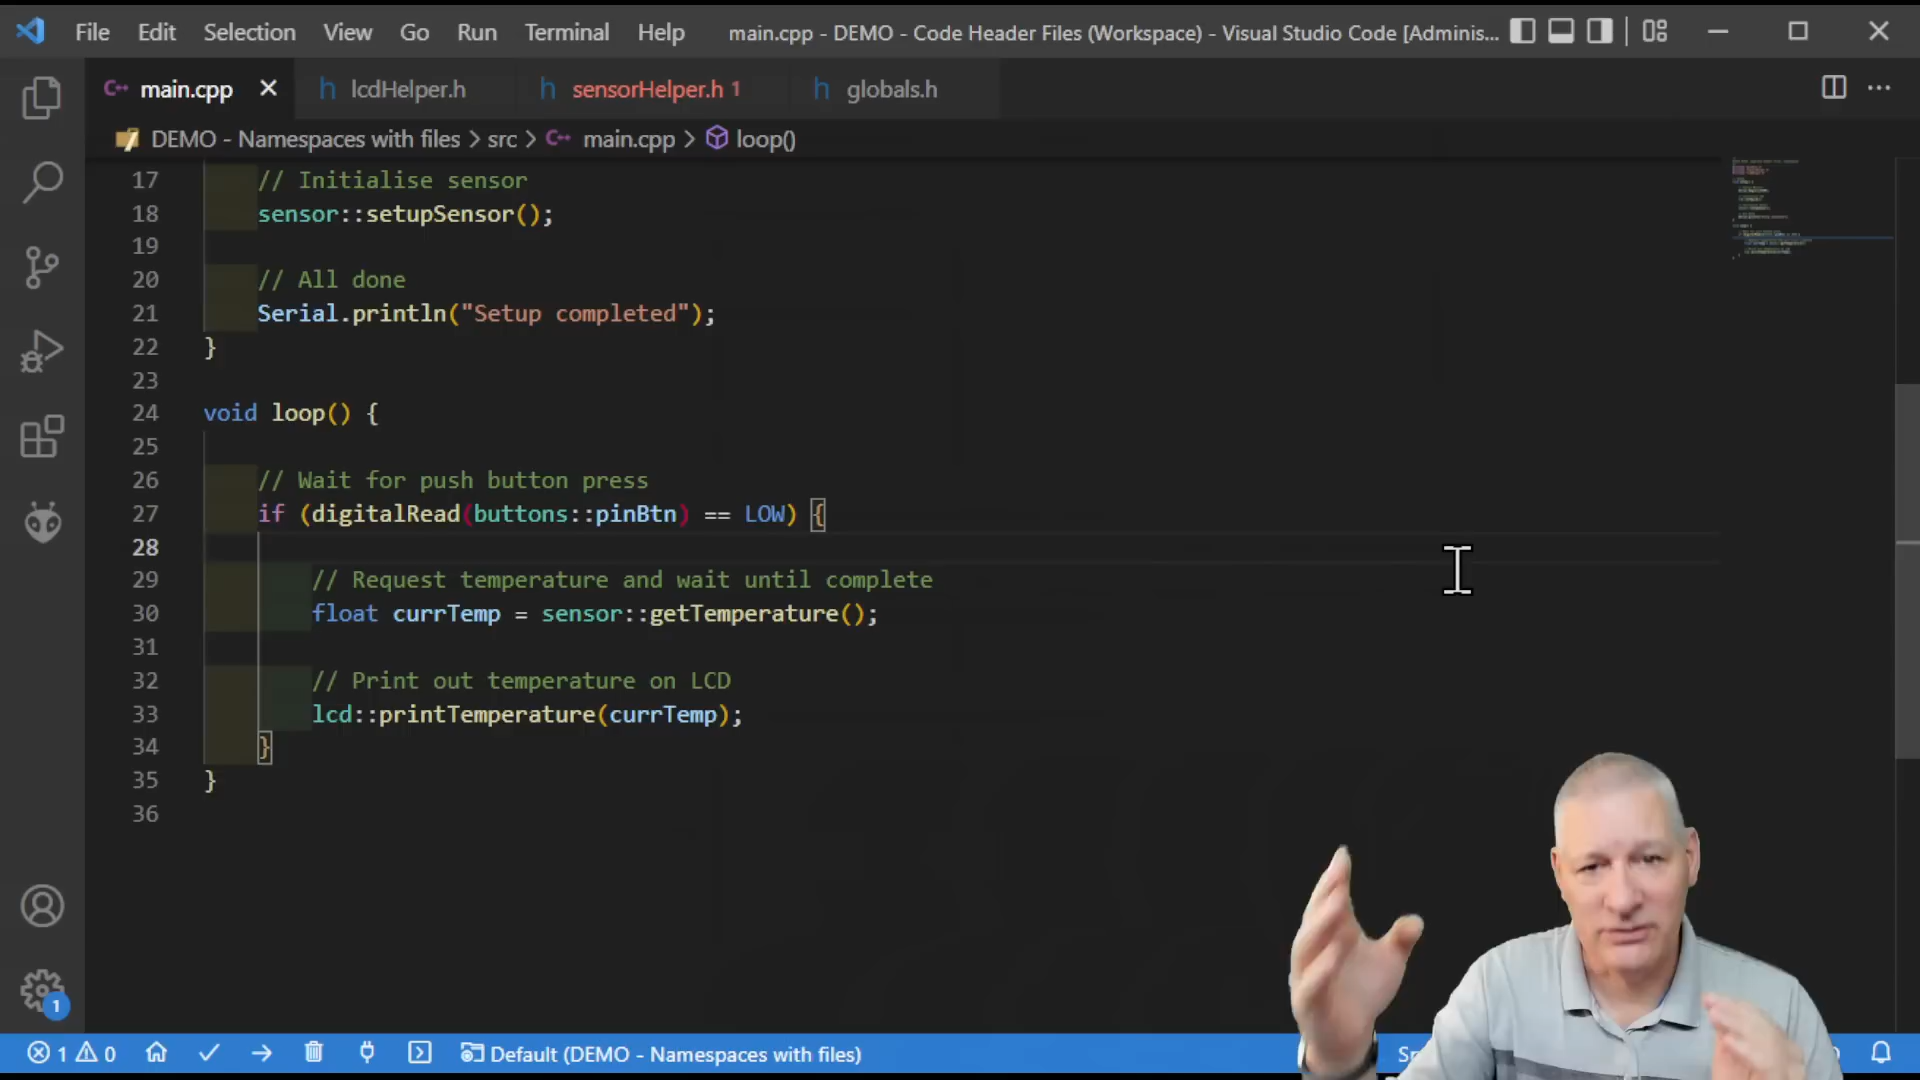 File Edit Selection View Go Run Terminal Help main.cpp - DEMO - Code Header Files (Workspace) - Visual Studio Code [Adminis...
main.cpp lcdHelper.h sensorHelper.h 1 globals.h
DEMO - Namespaces with files > src > main.cpp > loop()
17 // Initialise sensor
18 sensor::setupSensor();
19
20 // All done
21 Serial.println("Setup completed");
22 }
23
24 void loop() {
25
26 // Wait for push button press
27 if (digitalRead(buttons::pinBtn) == LOW) {
28
29 // Request temperature and wait until complete
30 float currTemp = sensor::getTemperature();
31
32 // Print out temperature on LCD
33 lcd::printTemperature(currTemp);
34 }
35 }
36
1
1 0 Default (DEMO - Namespaces with files)